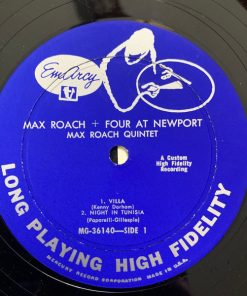 EmArcy
MAX ROACH + FOUR AT NEWPORT
MAX ROACH QUINTET
A Custom
High Fidelity
Recording
1. VILLA
(Kenny Dorham)
2. NIGHT IN TUNISIA
(Paparelli-Gillespie)
MG-36140—SIDE 1
LONG PLAYING HIGH FIDELITY
MERCURY RECORD CORPORATION MADE IN U.S.A.